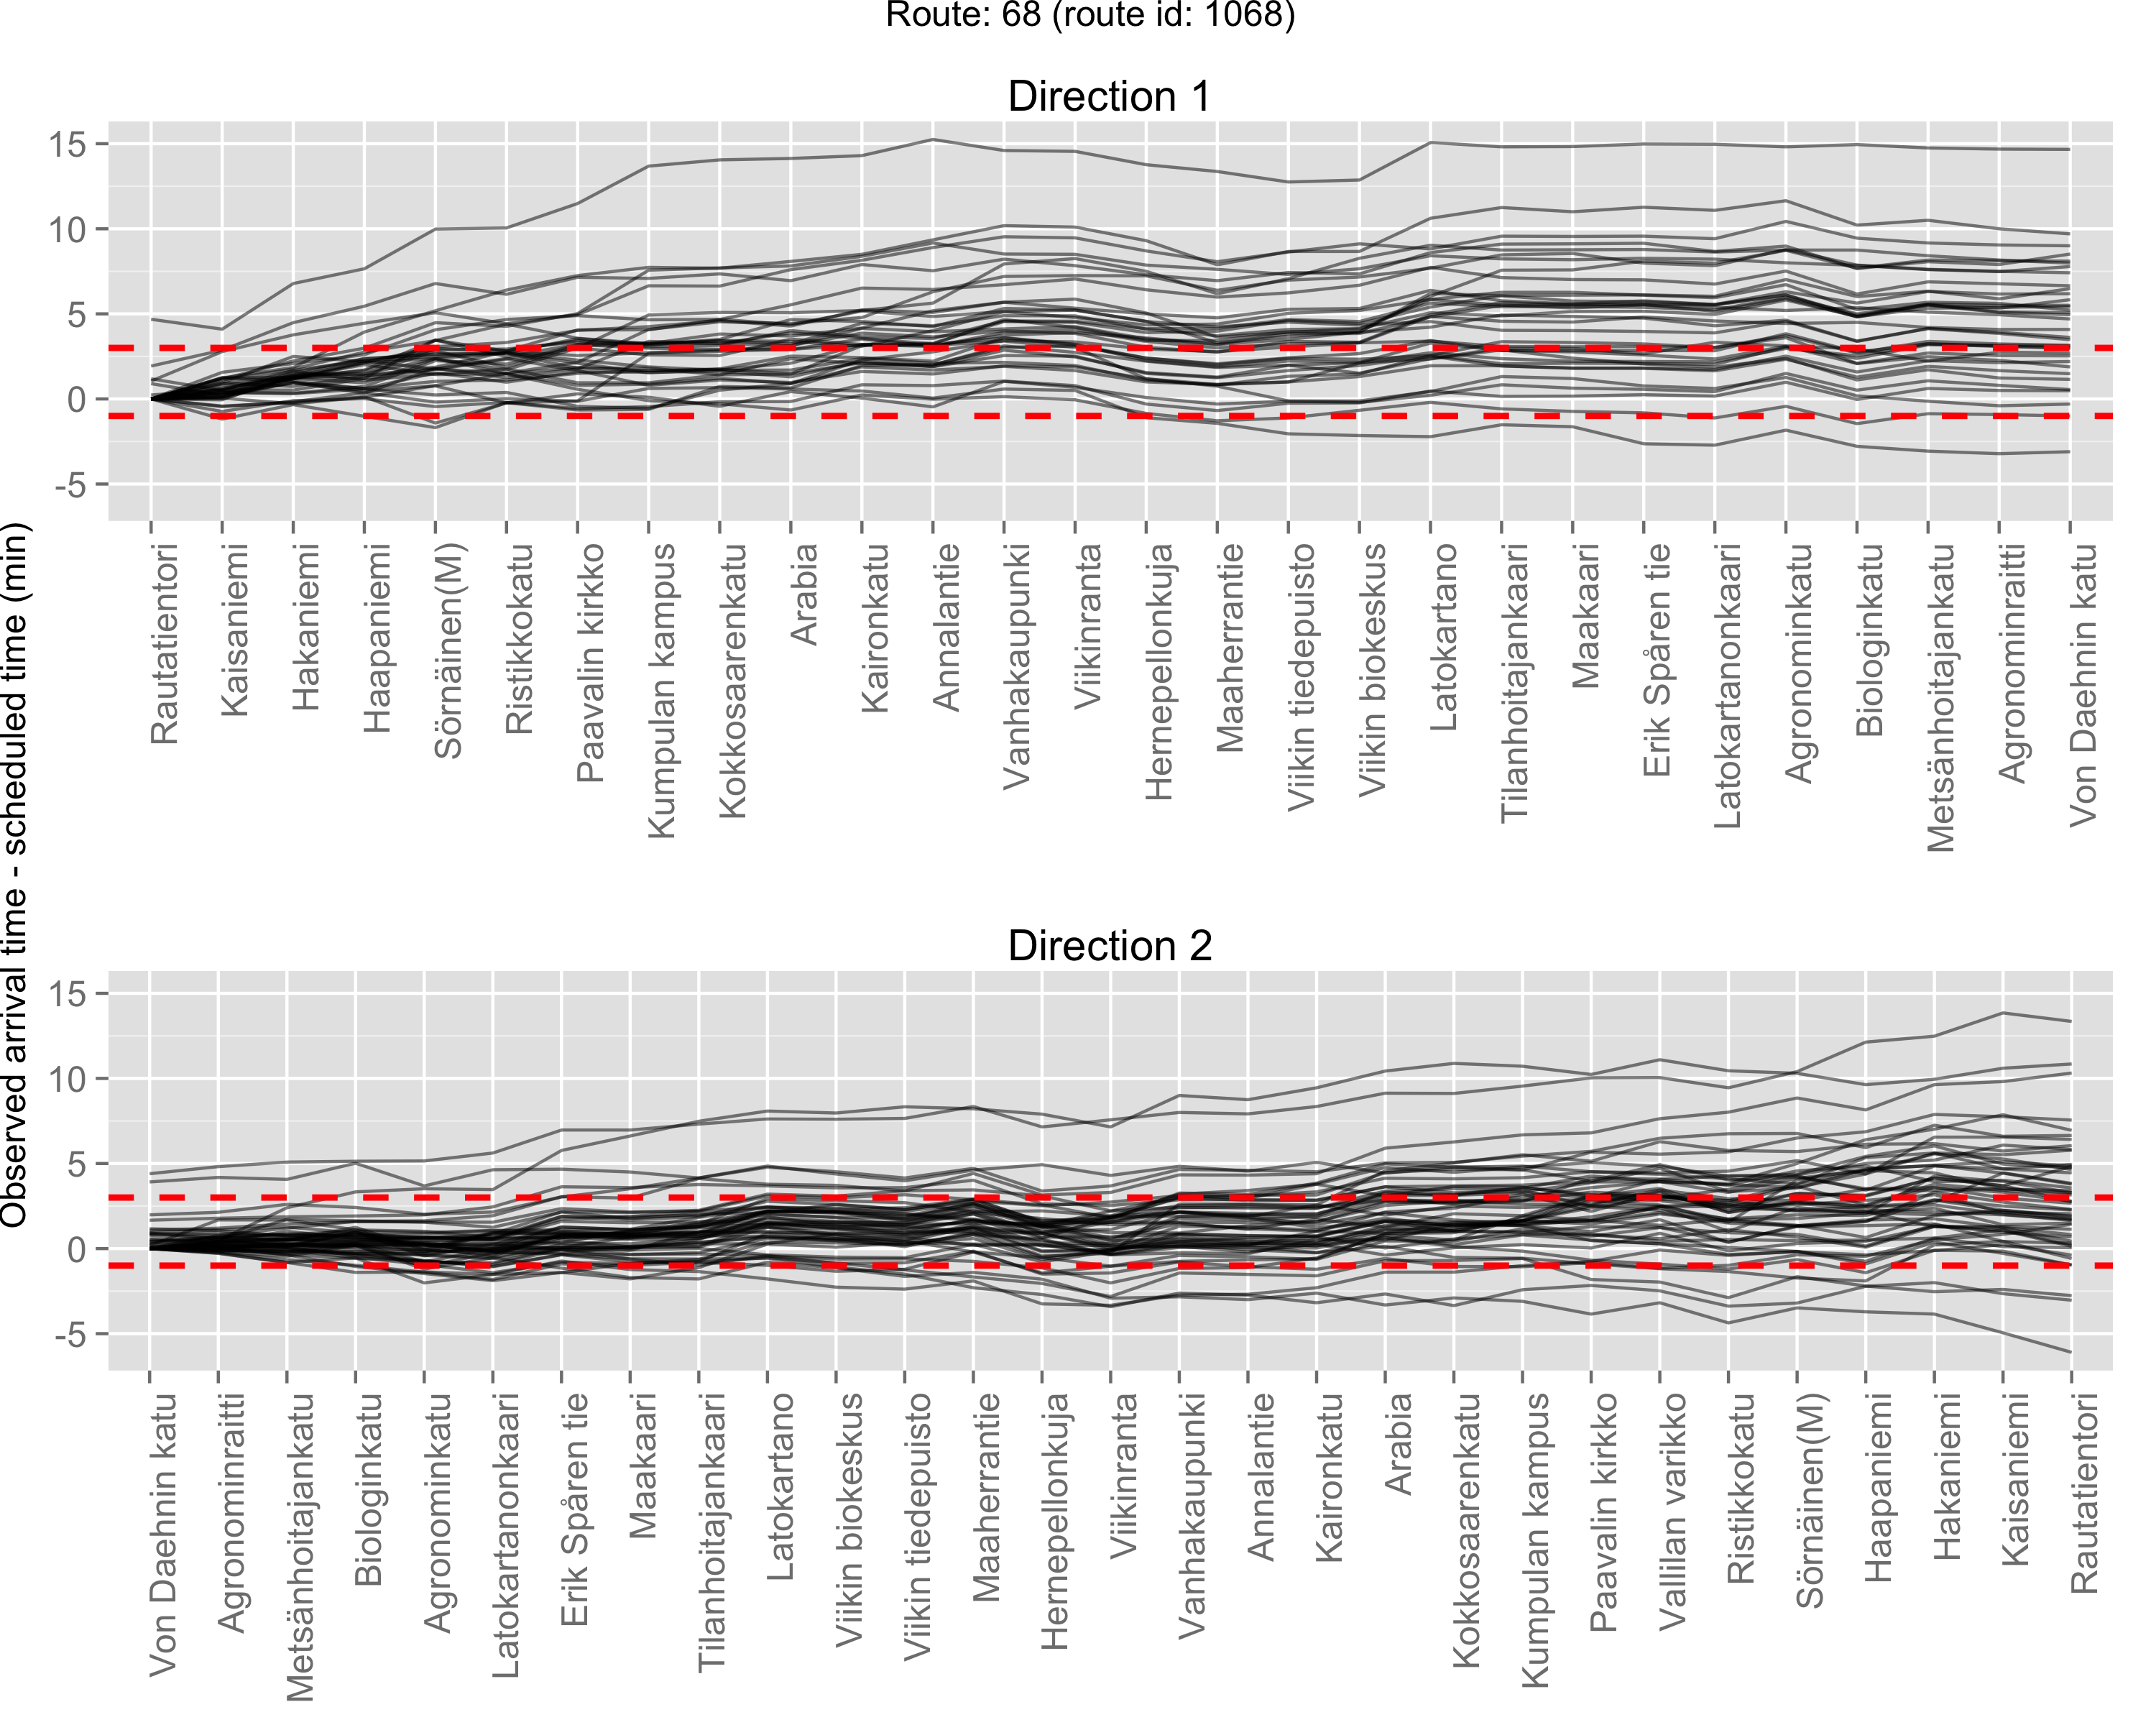 Route: 68 (route id: 1068)
Observed arrival time - scheduled time (min)
Direction 1
15
10
5
0
-5
Rautatientori
Kaisaniemi
Hakaniemi
Haapaniemi
Sörnäinen(M)
Ristikkokatu
Paavalin kirkko
Kumpulan kampus
Kokkosaarenkatu
Arabia
Kaironkatu
Annalantie
Vanhakaupunki
Viikinranta
Hernepellonkuja
Maaherrantie
Viikin tiedepuisto
Viikin biokeskus
Latokartano
Tilanhoitajankaari
Maakaari
Erik Spåren tie
Latokartanonkaari
Agronominkatu
Biologinkatu
Metsänhoitajankatu
Agronominraitti
Von Daehnin katu
Direction 2
15
10
5
0
-5
Von Daehnin katu
Agronominraitti
Metsänhoitajankatu
Biologinkatu
Agronominkatu
Latokartanonkaari
Erik Spåren tie
Maakaari
Tilanhoitajankaari
Latokartano
Viikin biokeskus
Viikin tiedepuisto
Maaherrantie
Hernepellonkuja
Viikinranta
Vanhakaupunki
Annalantie
Kaironkatu
Arabia
Kokkosaarenkatu
Kumpulan kampus
Paavalin kirkko
Vallilan varikko
Ristikkokatu
Sörnäinen(M)
Haapaniemi
Hakaniemi
Kaisaniemi
Rautatientori